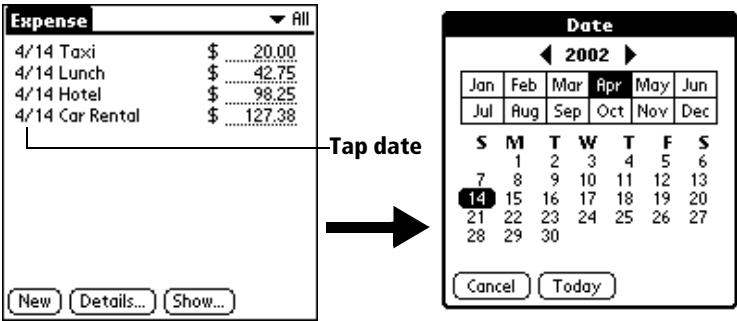 Expense ▼ All
4/14 Taxi $ 20.00
4/14 Lunch $ 42.75
4/14 Hotel $ 98.25
4/14 Car Rental $ 127.38
New Details... Show...
Tap date
Date
2002
Jan Feb Mar Apr May Jun
Jul Aug Sep Oct Nov Dec
S M T W T F S
1 2 3 4 5 6
7 8 9 10 11 12 13
14 15 16 17 18 19 20
21 22 23 24 25 26 27
28 29 30
Cancel Today